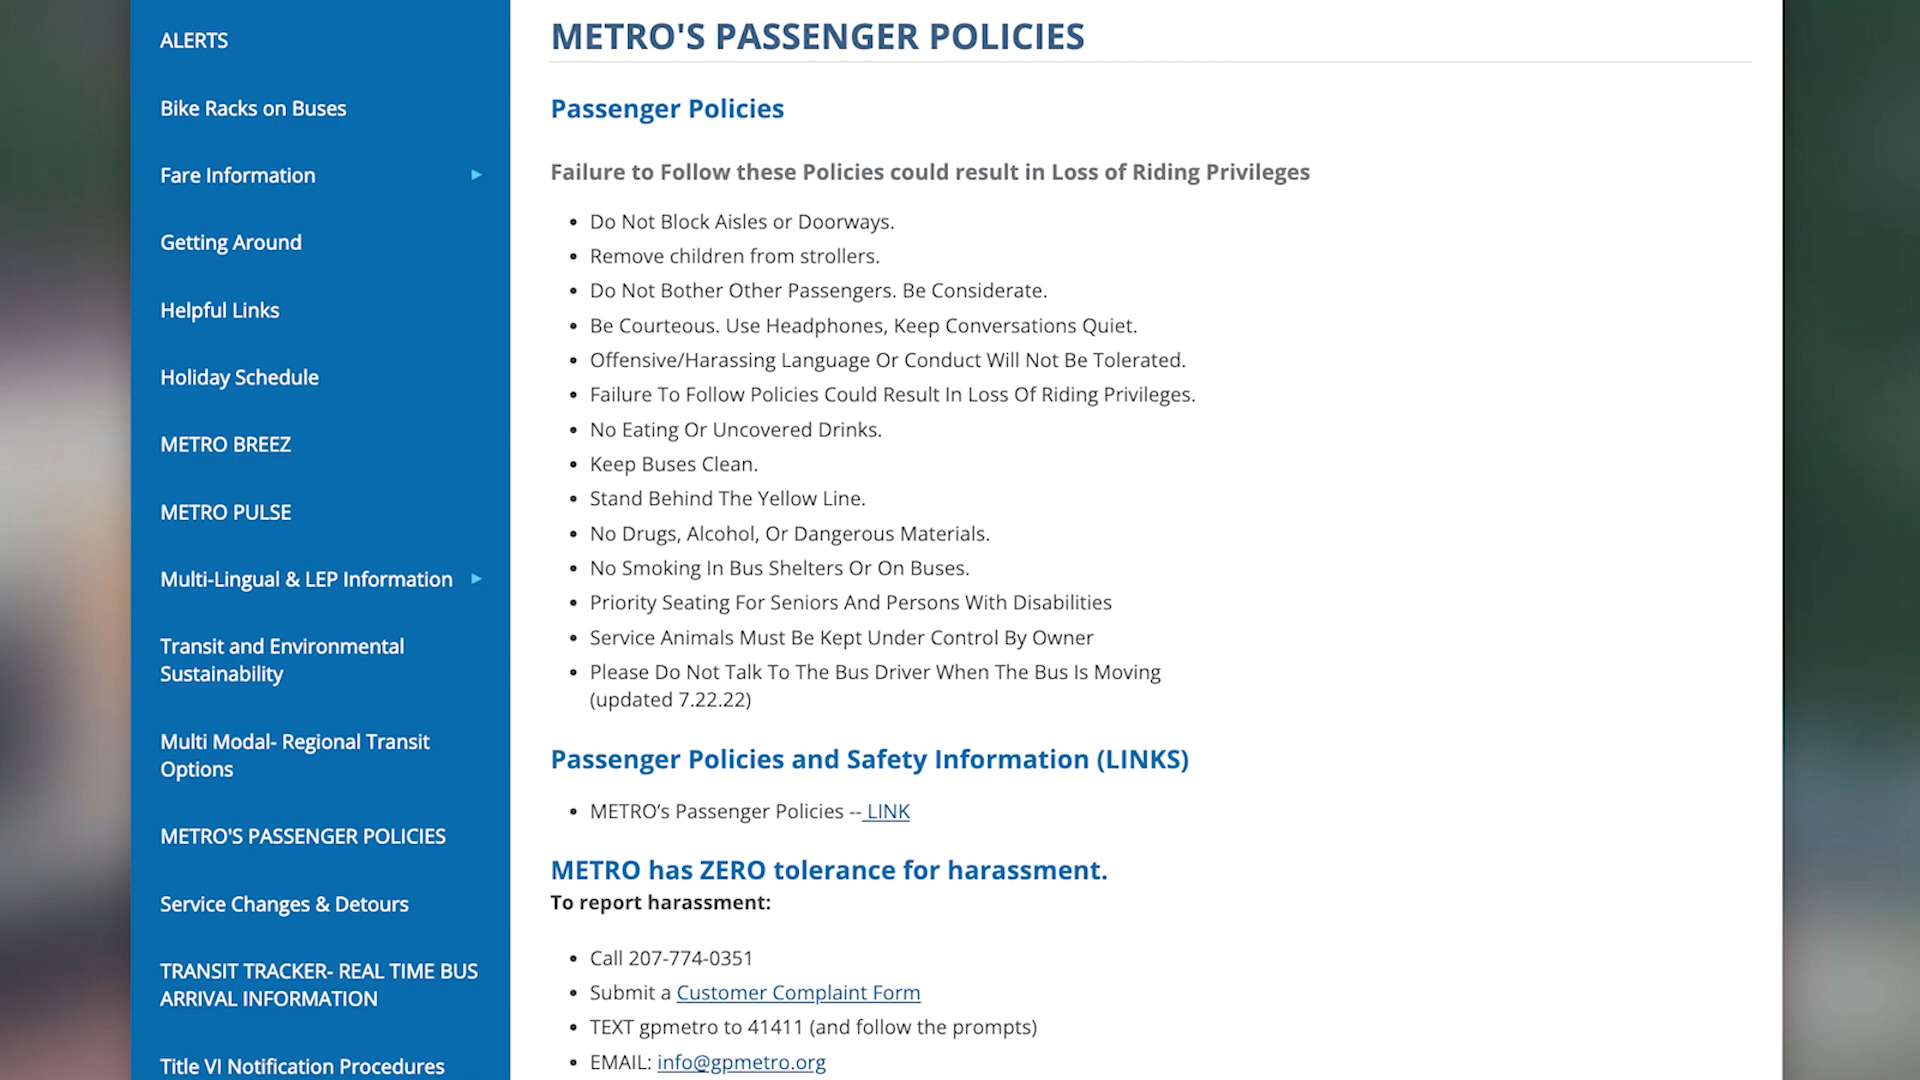 ALERTS
Bike Racks on Buses
Fare Information
Getting Around
Helpful Links
Holiday Schedule
METRO BREEZ
METRO PULSE
Multi-Lingual & LEP Information
Transit and Environmental
Sustainability
Multi Modal- Regional Transit
Options
METRO'S PASSENGER POLICIES
Service Changes & Detours
TRANSIT TRACKER- REAL TIME BUS
ARRIVAL INFORMATION
Title VI Notification Procedures
METRO'S PASSENGER POLICIES
Passenger Policies
Failure to Follow these Policies could result in Loss of Riding Privileges
• Do Not Block Aisles or Doorways.
• Remove children from strollers.
• Do Not Bother Other Passengers. Be Considerate.
• Be Courteous. Use Headphones, Keep Conversations Quiet.
• Offensive/Harassing Language Or Conduct Will Not Be Tolerated.
• Failure To Follow Policies Could Result In Loss Of Riding Privileges.
• No Eating Or Uncovered Drinks.
• Keep Buses Clean.
• Stand Behind The Yellow Line.
• No Drugs, Alcohol, Or Dangerous Materials.
• No Smoking In Bus Shelters Or On Buses.
• Priority Seating For Seniors And Persons With Disabilities
• Service Animals Must Be Kept Under Control By Owner
• Please Do Not Talk To The Bus Driver When The Bus Is Moving
(updated 7.22.22)
Passenger Policies and Safety Information (LINKS)
• METRO’s Passenger Policies -- LINK
METRO has ZERO tolerance for harassment.
To report harassment:
• Call 207-774-0351
• Submit a Customer Complaint Form
• TEXT gpmetro to 41411 (and follow the prompts)
• EMAIL: info@gpmetro.org